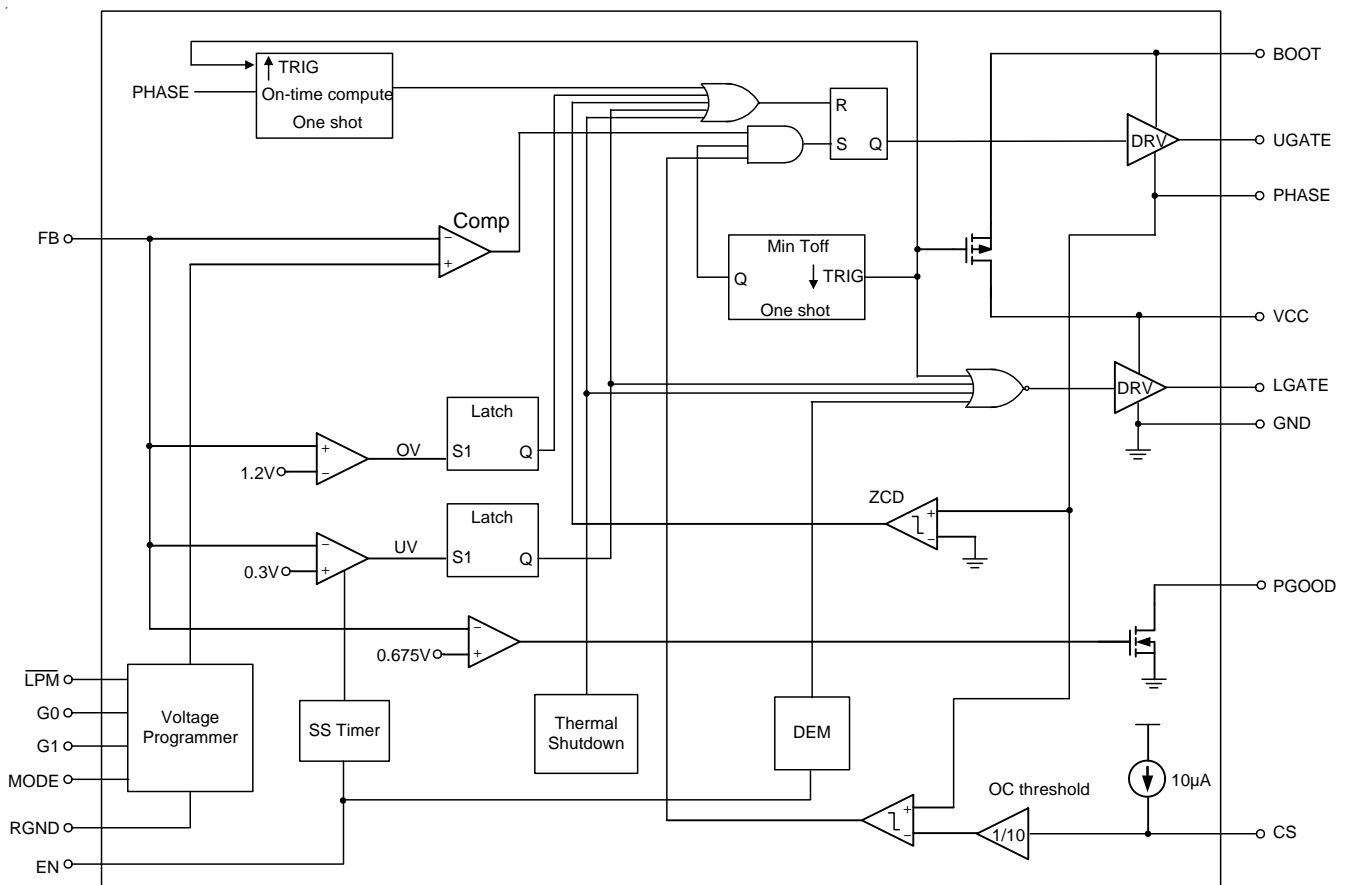 TRIG
On-time compute
One shot
PHASE
BOOT
R
S Q
DRV
UGATE
PHASE
FB
Comp
−
+
Min Toff
Q TRIG
One shot
VCC
DRV
LGATE
GND
Latch
S1 Q
+
−
OV
1.2V
ZCD
+
−
Latch
S1 Q
−
+
UV
0.3V
PGOOD
−
+
0.675V
LPM
G0
G1
MODE
RGND
EN
Voltage
Programmer
SS Timer
Thermal
Shutdown
DEM
10µA
OC threshold
+
−
1/10
CS